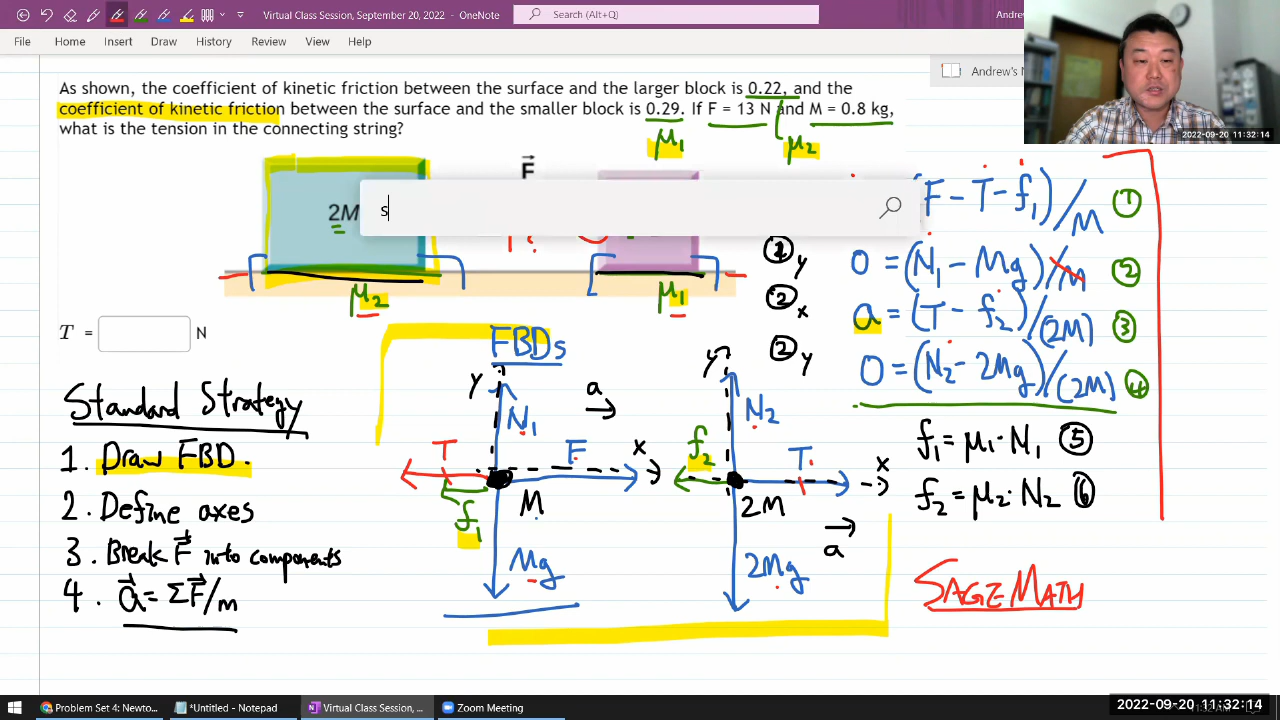 Virtual Class Session, September 20, 2022 - OneNote
Search (Alt+Q)
File Home Insert Draw History Review View Help
As shown, the coefficient of kinetic friction between the surface and the larger block is 0.22, and the
coefficient of kinetic friction between the surface and the smaller block is 0.29. If F = 13 N and M = 0.8 kg,
what is the tension in the connecting string?
μ₁ μ₂
2022-09-20 11:32:14
F
2M
s
F - T - f₁)/M ①
①y 0 = (N₁ - Mg)/M ②
②x a = (T - f₂)/(2M) ③
②y 0 = (N₂ - 2Mg)/(2M) ④
μ₂ μ₁
T = N
FBDs
y N₁ a
T F x
f₁ M
Mg
y N₂
f₂ T x
2M a
2Mg
f₁ = μ₁·N₁ ⑤
f₂ = μ₂·N₂ ⑥
SAGEMATH
Standard Strategy
1. Draw FBD.
2. Define axes
3. Break F into components
4. a = ΣF/m
Problem Set 4: Newto... *Untitled - Notepad Virtual Class Session, ... Zoom Meeting
2022-09-20 11:32:14